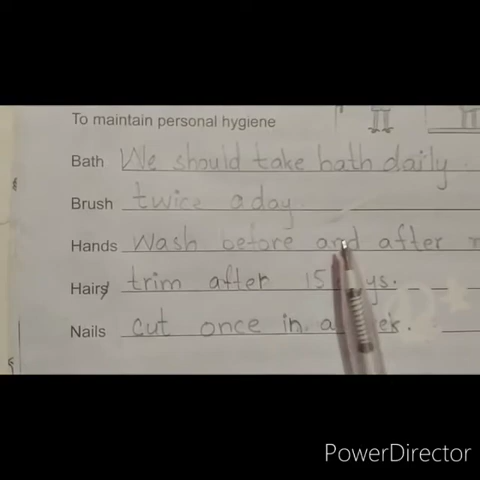 To maintain personal hygiene
Bath We should take bath daily.
Brush twice a day
Hands Wash before and after
Hairs trim after 15
Nails cut once in a
PowerDirector